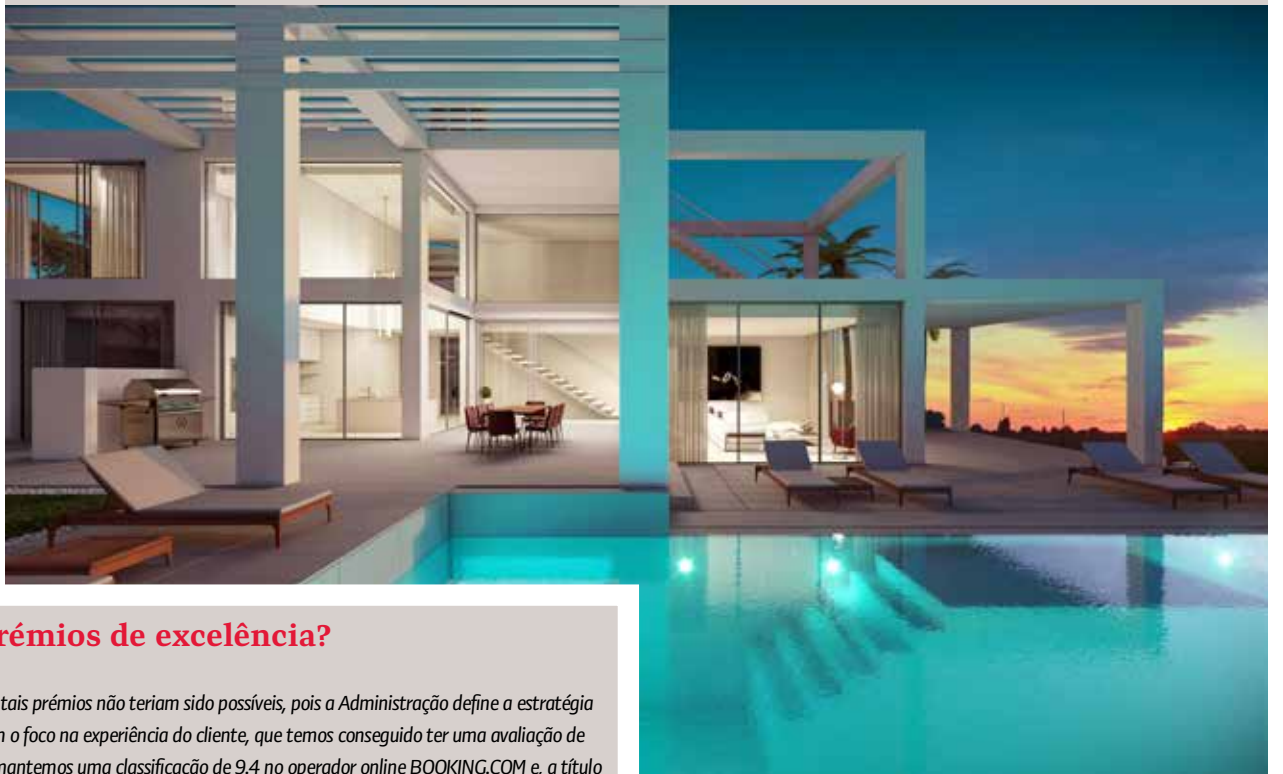 rémios de excelência?
tais prémios não teriam sido possíveis, pois a Administração define a estratégia
o foco na experiência do cliente, que temos conseguido ter uma avaliação de
mantemos uma classificação de 9.4 no operador online BOOKING.COM e, a título